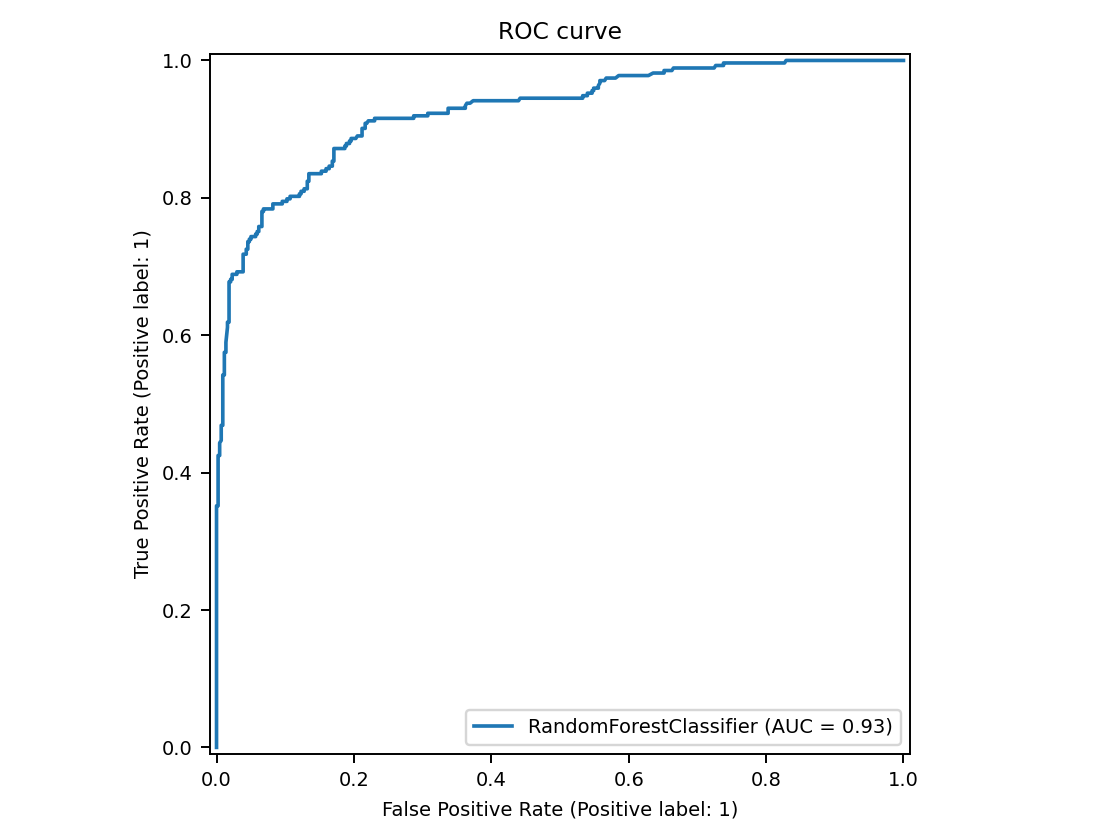 ROC curve
True Positive Rate (Positive label: 1)
1.0
0.8
0.6
0.4
0.2
0.0
RandomForestClassifier (AUC = 0.93)
0.0 0.2 0.4 0.6 0.8 1.0
False Positive Rate (Positive label: 1)